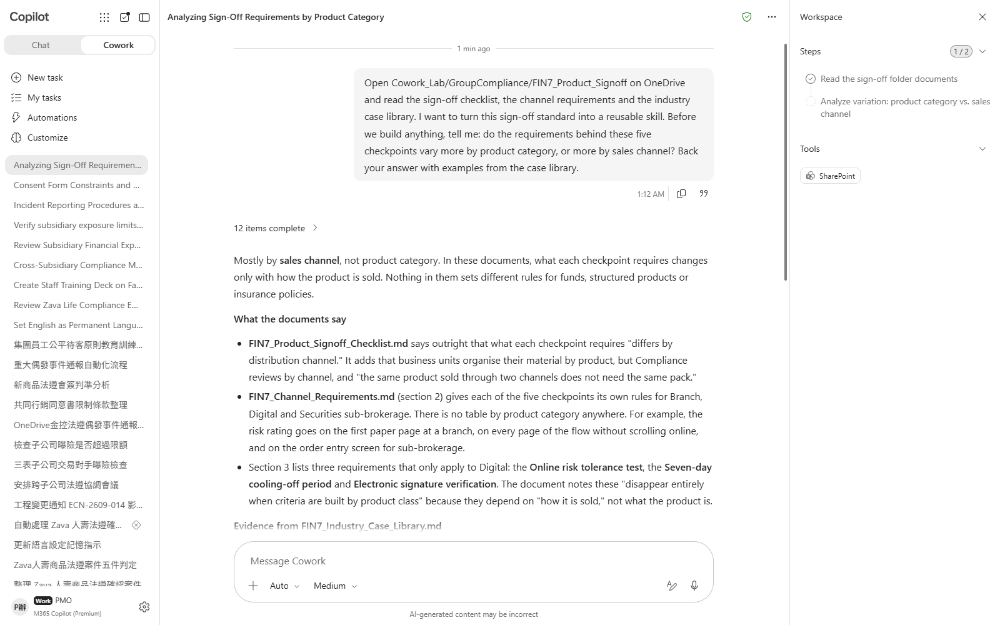 Copilot
Chat
Cowork
New task
My tasks
Automations
Customize
Analyzing Sign-Off Requiremen...
Consent Form Constraints and ...
Incident Reporting Procedures a...
Verify subsidiary exposure limits...
Review Subsidiary Financial Exp...
Cross-Subsidiary Compliance M...
Create Staff Training Deck on Fa...
Review Zava Life Compliance E...
Set English as Permanent Langu...
集團員工公平待客原則教育訓練...
重大偶發事件通報自動化流程
新商品法遵會簽判準分析
共同行銷同意書限制條款整理
OneDrive金控法遵偶發事件通報...
檢查子公司曝險是否超過限額
三表子公司交易對手曝險檢查
安排跨子公司法遵協調會議
工程變更通知 ECN-2609-014 影...
自動處理 Zava 人壽法遵確...
更新語言設定記憶指示
Zava人壽商品法遵案件五件判定
整理 Zava 人壽商品法遵確認案件
P辦
Work PMO
M365 Copilot (Premium)
Analyzing Sign-Off Requirements by Product Category
1 min ago
Open Cowork_Lab/GroupCompliance/FIN7_Product_Signoff on OneDrive
and read the sign-off checklist, the channel requirements and the industry
case library. I want to turn this sign-off standard into a reusable skill. Before
we build anything, tell me: do the requirements behind these five
checkpoints vary more by product category, or more by sales channel? Back
your answer with examples from the case library.
1:12 AM
12 items complete
Mostly by sales channel, not product category. In these documents, what each checkpoint requires changes
only with how the product is sold. Nothing in them sets different rules for funds, structured products or
insurance policies.
What the documents say
• FIN7_Product_Signoff_Checklist.md says outright that what each checkpoint requires "differs by
distribution channel." It adds that business units organise their material by product, but Compliance
reviews by channel, and "the same product sold through two channels does not need the same pack."
• FIN7_Channel_Requirements.md (section 2) gives each of the five checkpoints its own rules for Branch,
Digital and Securities sub-brokerage. There is no table by product category anywhere. For example, the
risk rating goes on the first paper page at a branch, on every page of the flow without scrolling online,
and on the order entry screen for sub-brokerage.
• Section 3 lists three requirements that only apply to Digital: the Online risk tolerance test, the Seven-day
cooling-off period and Electronic signature verification. The document notes these "disappear entirely
when criteria are built by product class" because they depend on "how it is sold," not what the product is.
Evidence from FIN7_Industry_Case_Library.md
Message Cowork
Auto
Medium
AI-generated content may be incorrect
Workspace
Steps
1 / 2
Read the sign-off folder documents
Analyze variation: product category vs. sales
channel
Tools
SharePoint